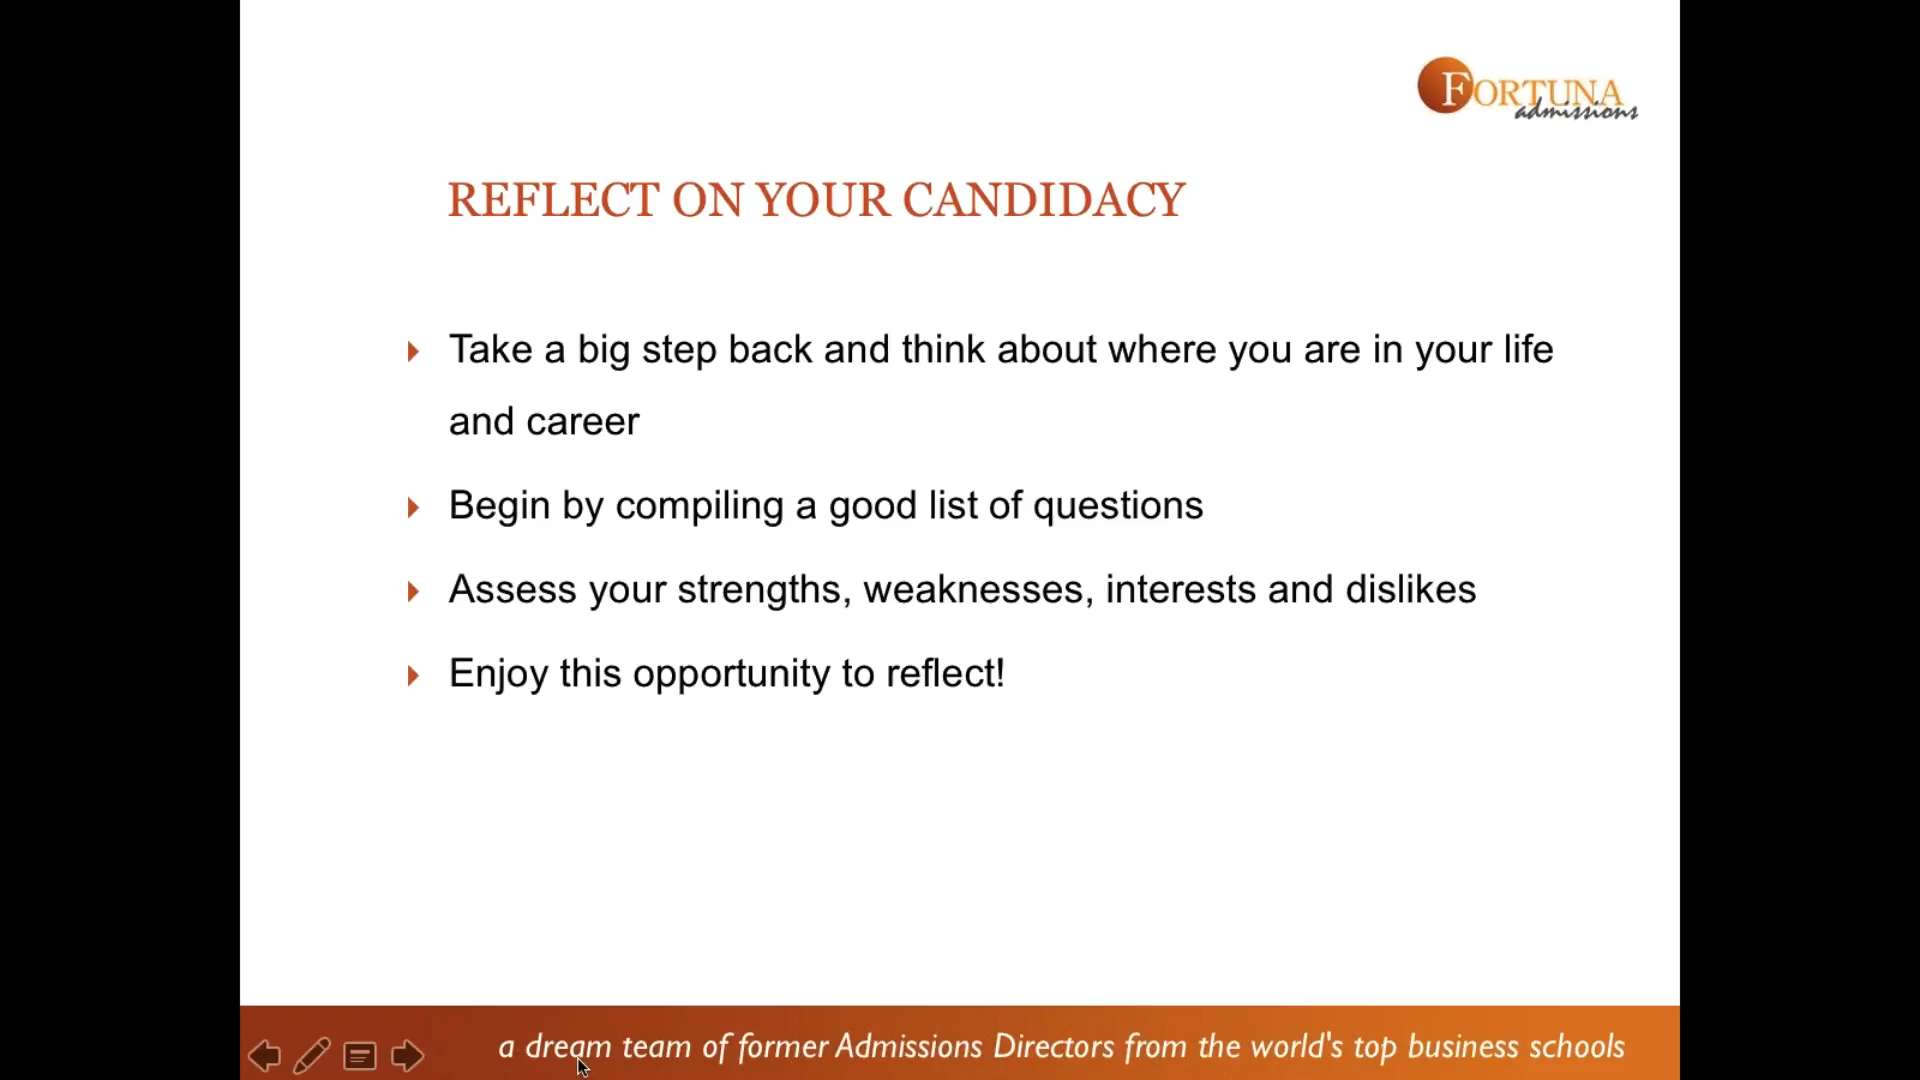 FORTUNA
admissions
REFLECT ON YOUR CANDIDACY
Take a big step back and think about where you are in your life
and career
Begin by compiling a good list of questions
Assess your strengths, weaknesses, interests and dislikes
Enjoy this opportunity to reflect!
a dream team of former Admissions Directors from the world's top business schools